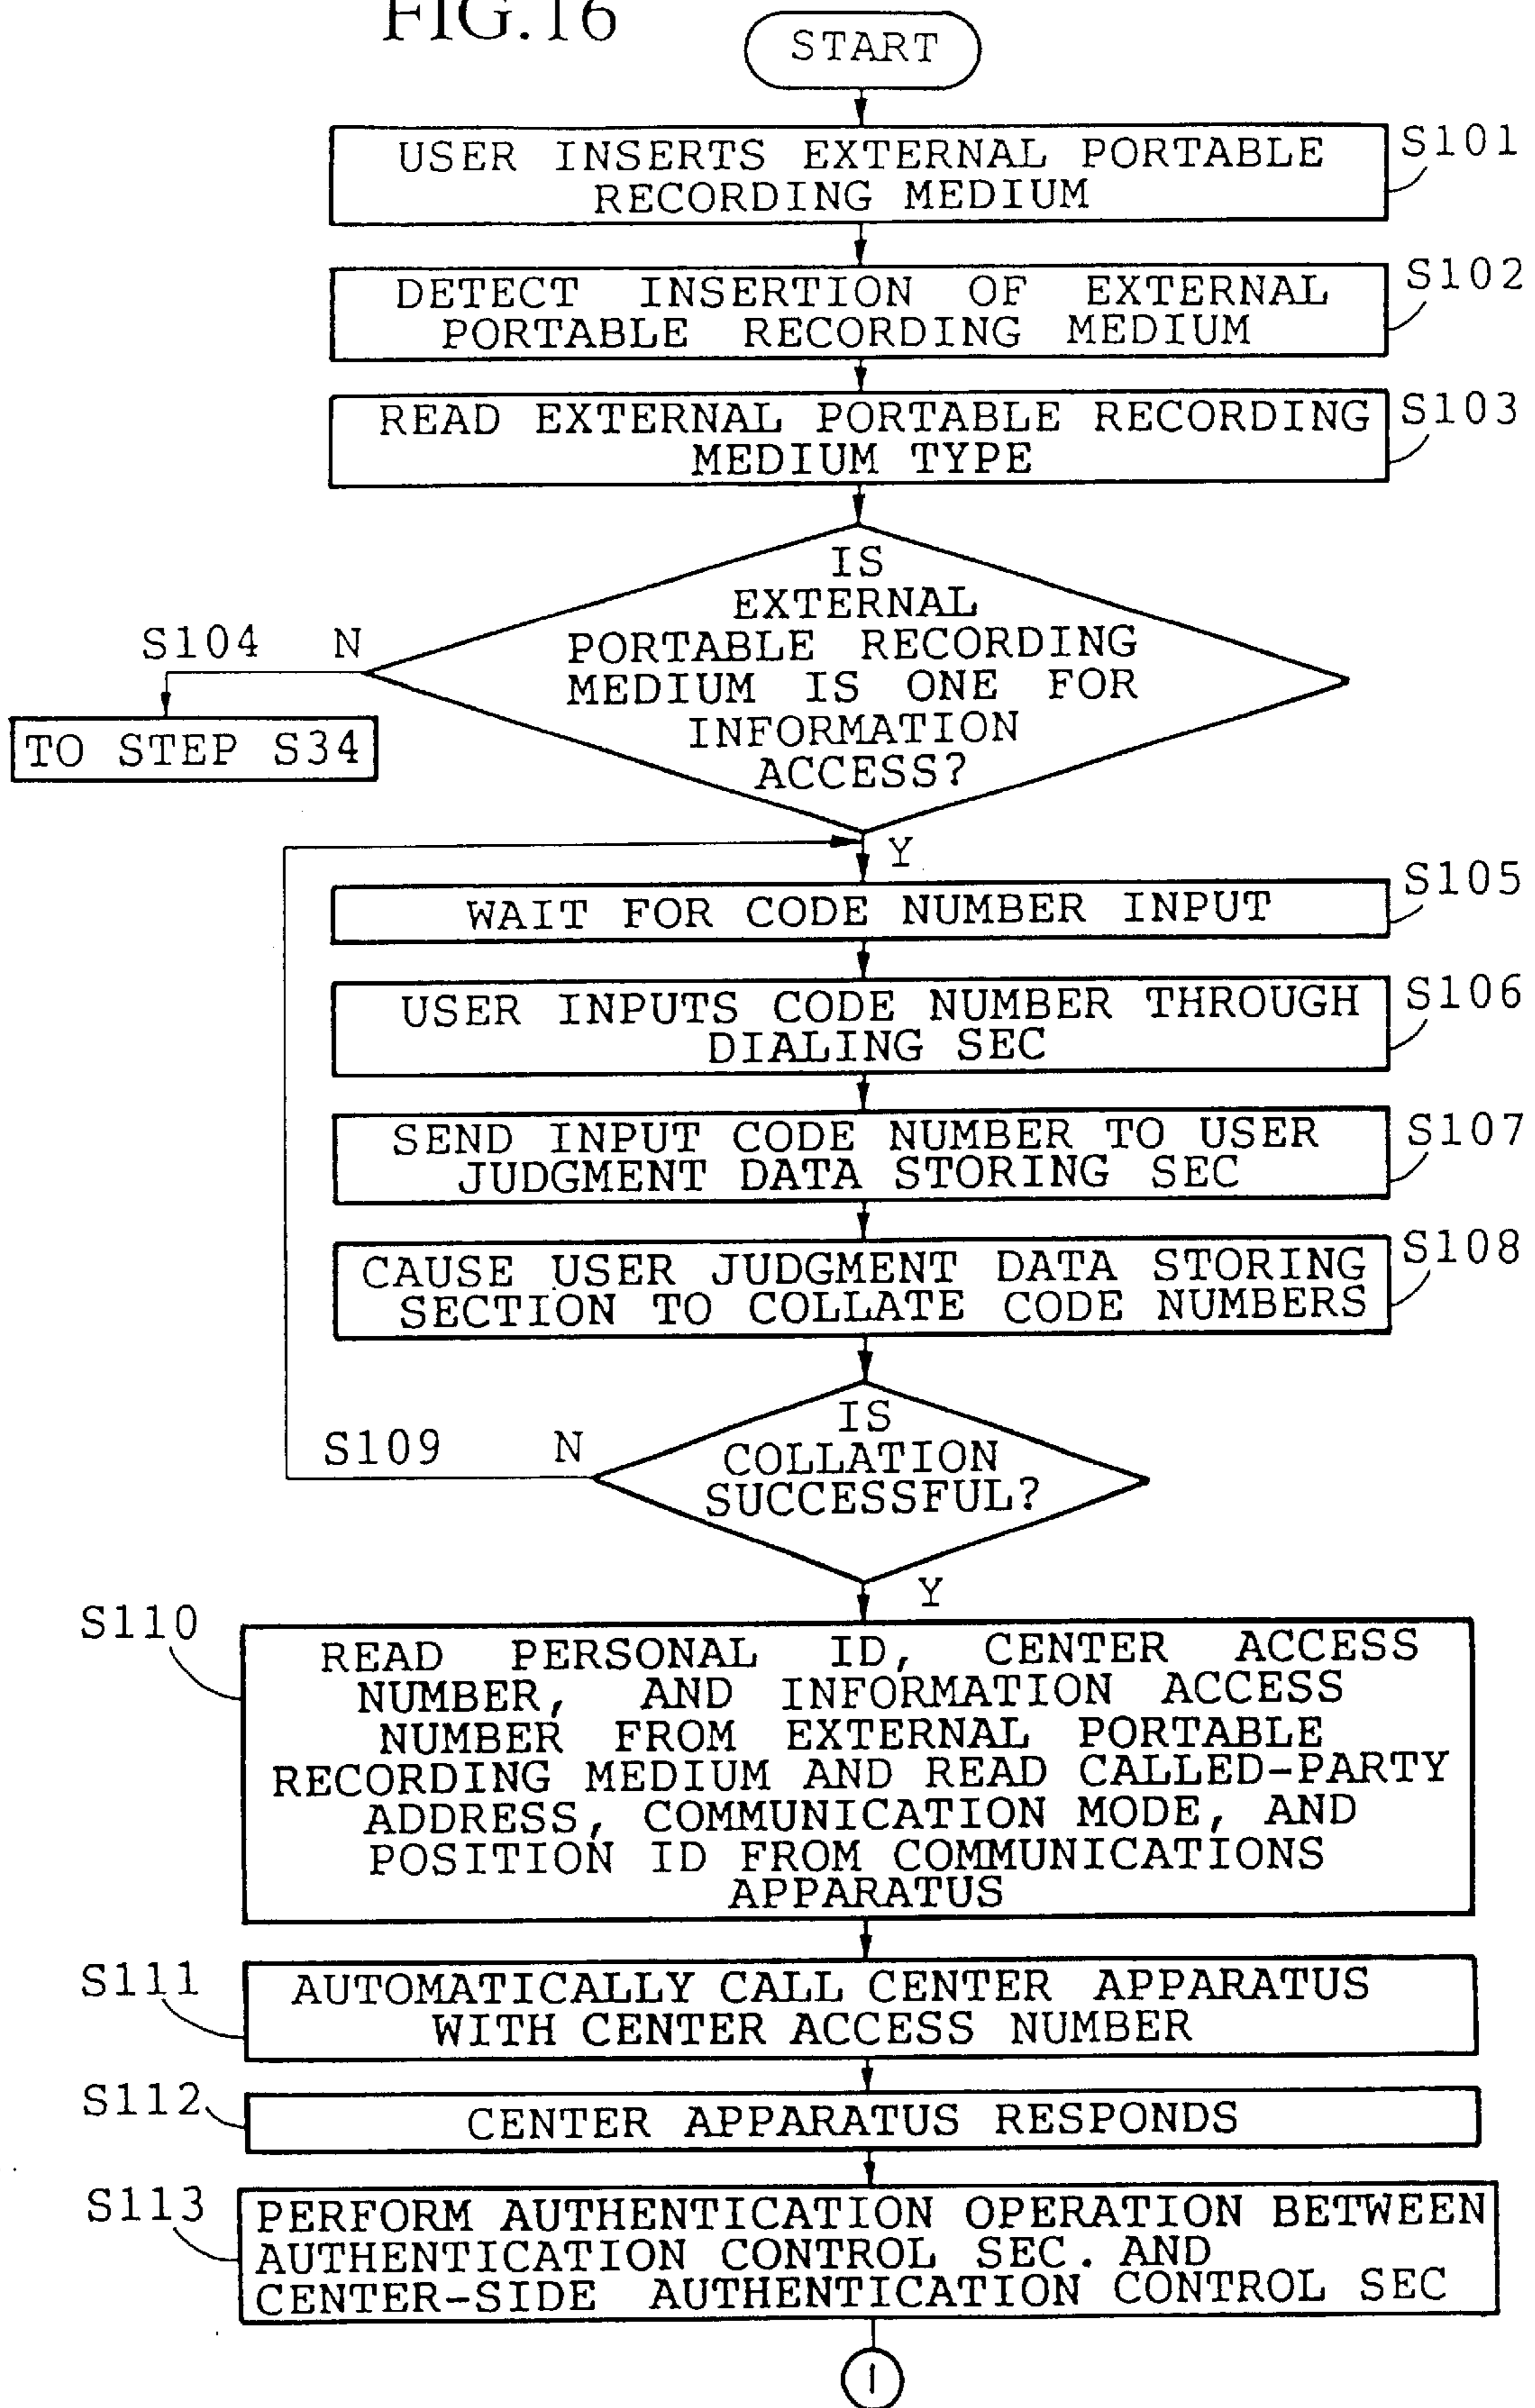 FIG.16
START
USER INSERTS EXTERNAL PORTABLE
RECORDING MEDIUM
S101
DETECT INSERTION OF EXTERNAL
PORTABLE RECORDING MEDIUM
S102
READ EXTERNAL PORTABLE RECORDING
MEDIUM TYPE
S103
IS
EXTERNAL
PORTABLE RECORDING
MEDIUM IS ONE FOR
INFORMATION
ACCESS?
S104 N
TO STEP S34
Y
WAIT FOR CODE NUMBER INPUT
S105
USER INPUTS CODE NUMBER THROUGH
DIALING SEC
S106
SEND INPUT CODE NUMBER TO USER
JUDGMENT DATA STORING SEC
S107
CAUSE USER JUDGMENT DATA STORING
SECTION TO COLLATE CODE NUMBERS
S108
IS
COLLATION
SUCCESSFUL?
S109 N
Y
S110
READ PERSONAL ID, CENTER ACCESS
NUMBER, AND INFORMATION ACCESS
NUMBER FROM EXTERNAL PORTABLE
RECORDING MEDIUM AND READ CALLED-PARTY
ADDRESS, COMMUNICATION MODE, AND
POSITION ID FROM COMMUNICATIONS
APPARATUS
S111
AUTOMATICALLY CALL CENTER APPARATUS
WITH CENTER ACCESS NUMBER
S112
CENTER APPARATUS RESPONDS
S113
PERFORM AUTHENTICATION OPERATION BETWEEN
AUTHENTICATION CONTROL SEC. AND
CENTER-SIDE AUTHENTICATION CONTROL SEC
1